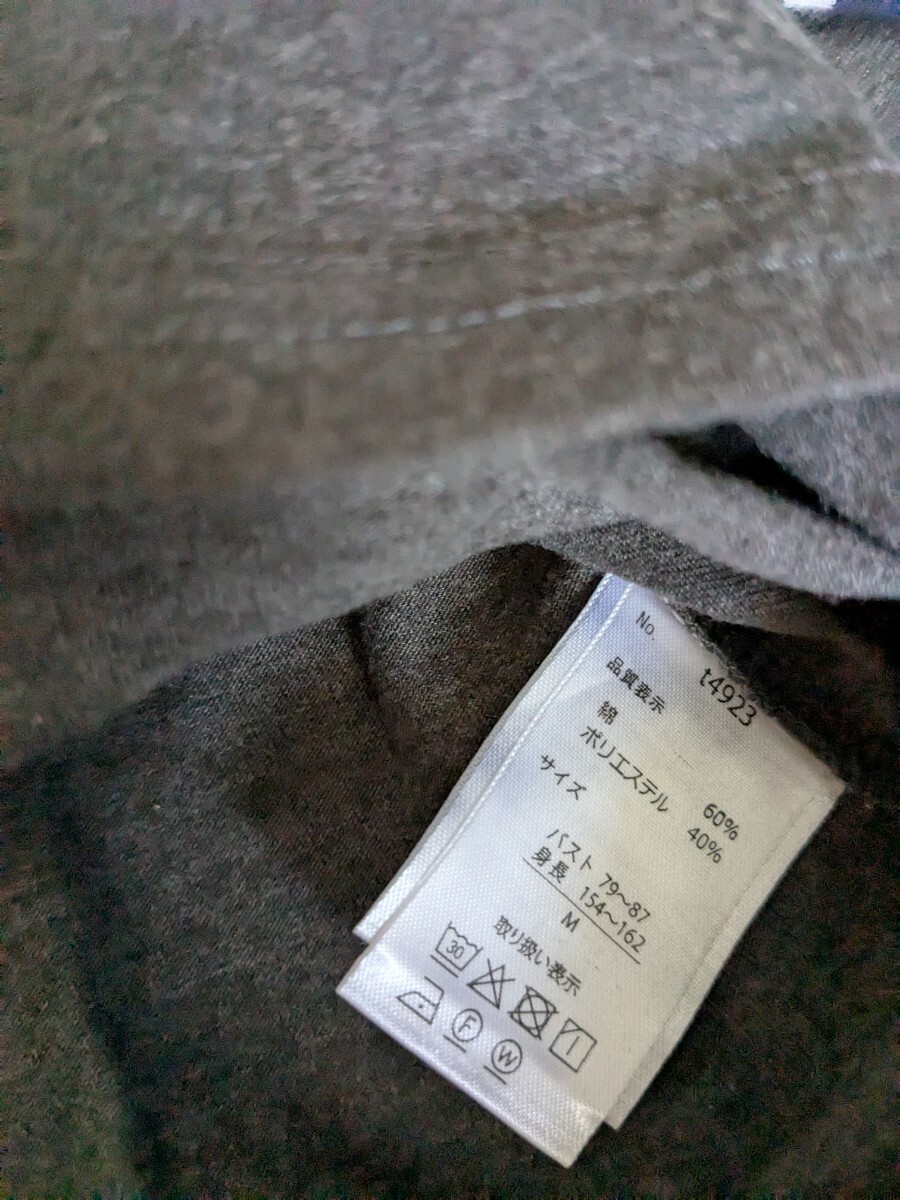 No. t4923
品質表示
綿 60%
ポリエステル 40%
サイズ
バスト 79~87
身長 154~162
M
取り扱い表示
30
F W